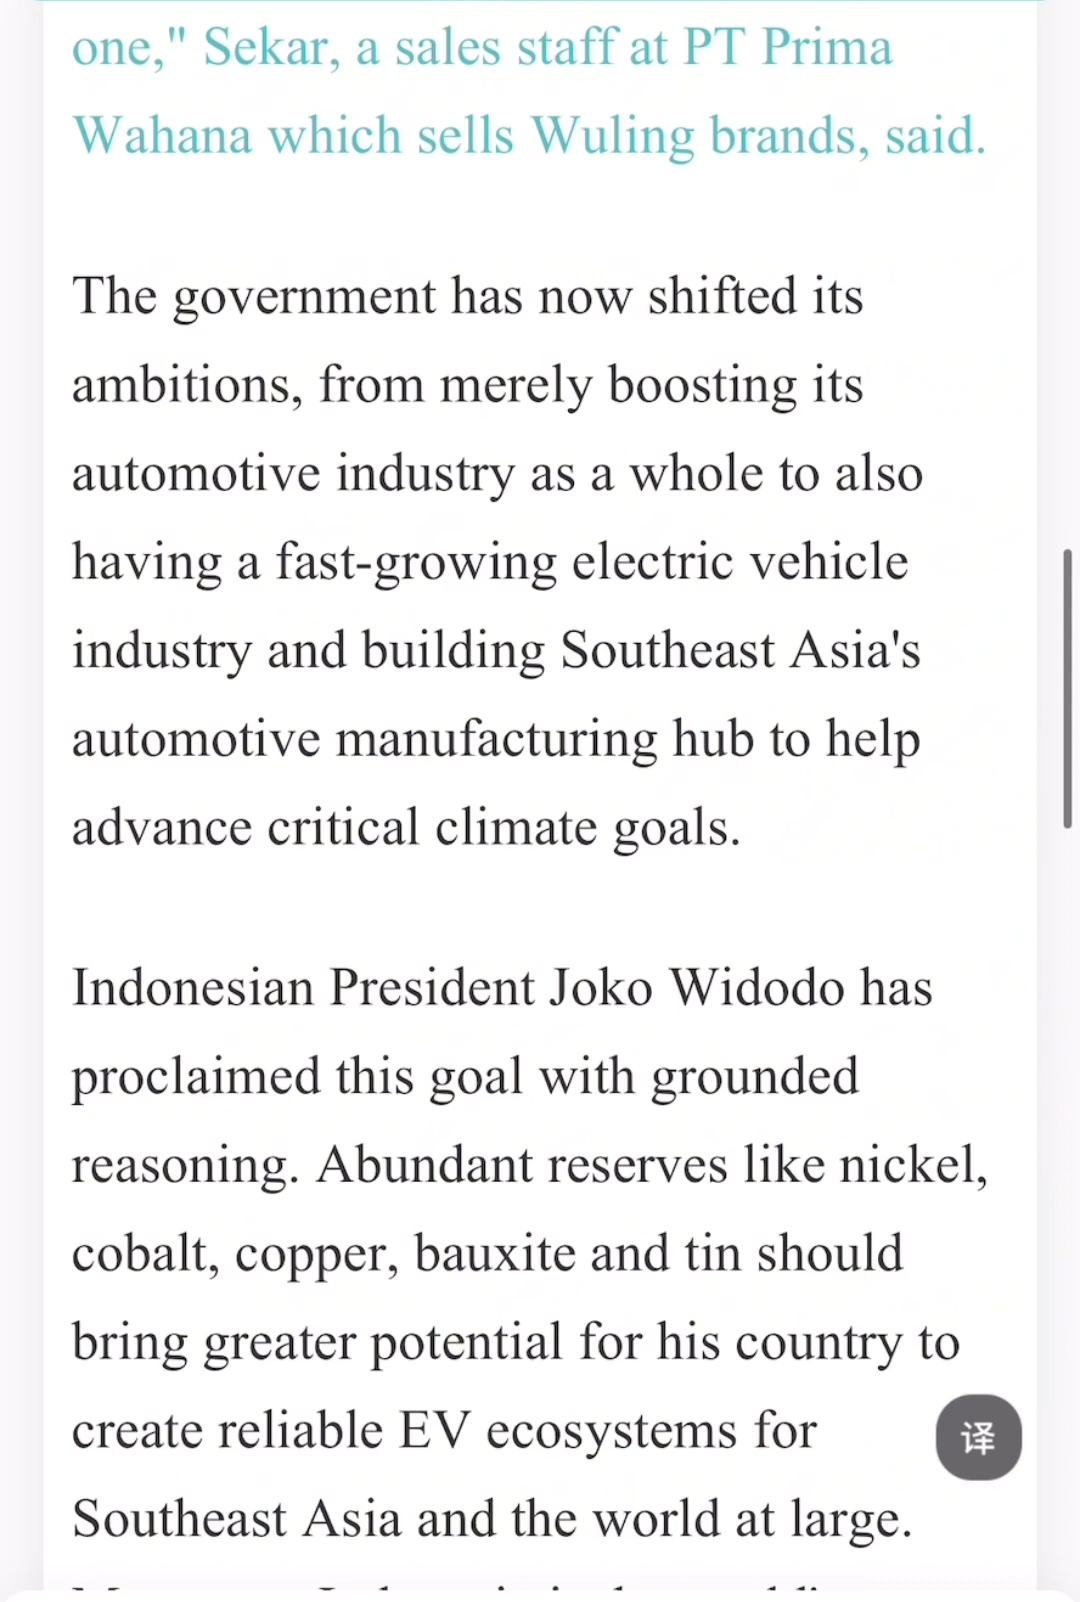 one," Sekar, a sales staff at PT Prima
Wahana which sells Wuling brands, said.
The government has now shifted its
ambitions, from merely boosting its
automotive industry as a whole to also
having a fast-growing electric vehicle
industry and building Southeast Asia's
automotive manufacturing hub to help
advance critical climate goals.
Indonesian President Joko Widodo has
proclaimed this goal with grounded
reasoning. Abundant reserves like nickel,
cobalt, copper, bauxite and tin should
bring greater potential for his country to
create reliable EV ecosystems for
译
Southeast Asia and the world at large.